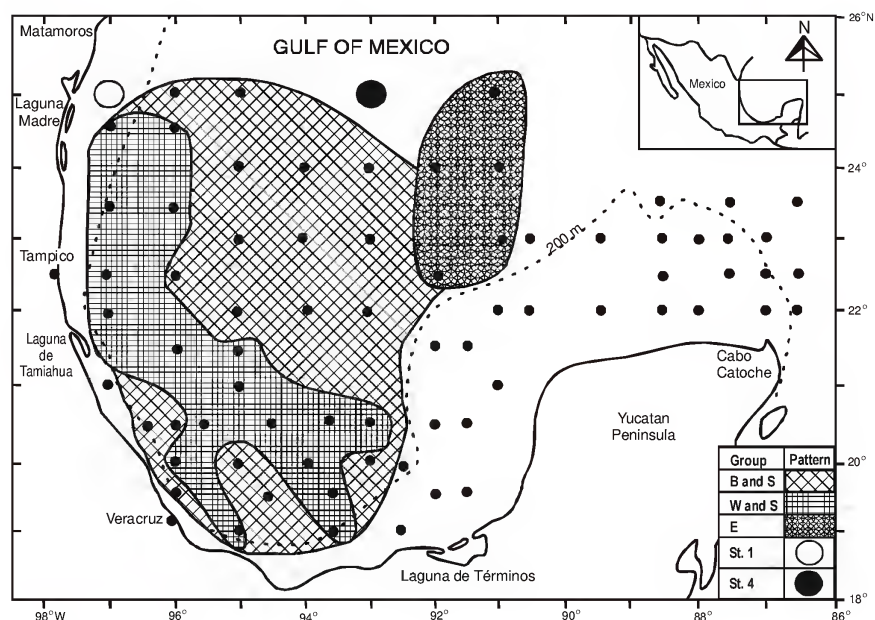 26°N
Matamoros
GULF OF MEXICO
N
Mexico
Laguna
Madre
24°
200 m
Tampico
22°
Laguna
de
Tamiahua
Cabo
Catoche
Yucatan
Peninsula
Group Pattern
B and S
W and S
E
St. 1
St. 4
20°
Veracruz
Laguna de Términos
18°
98°W 96° 94° 92° 90° 88° 86°